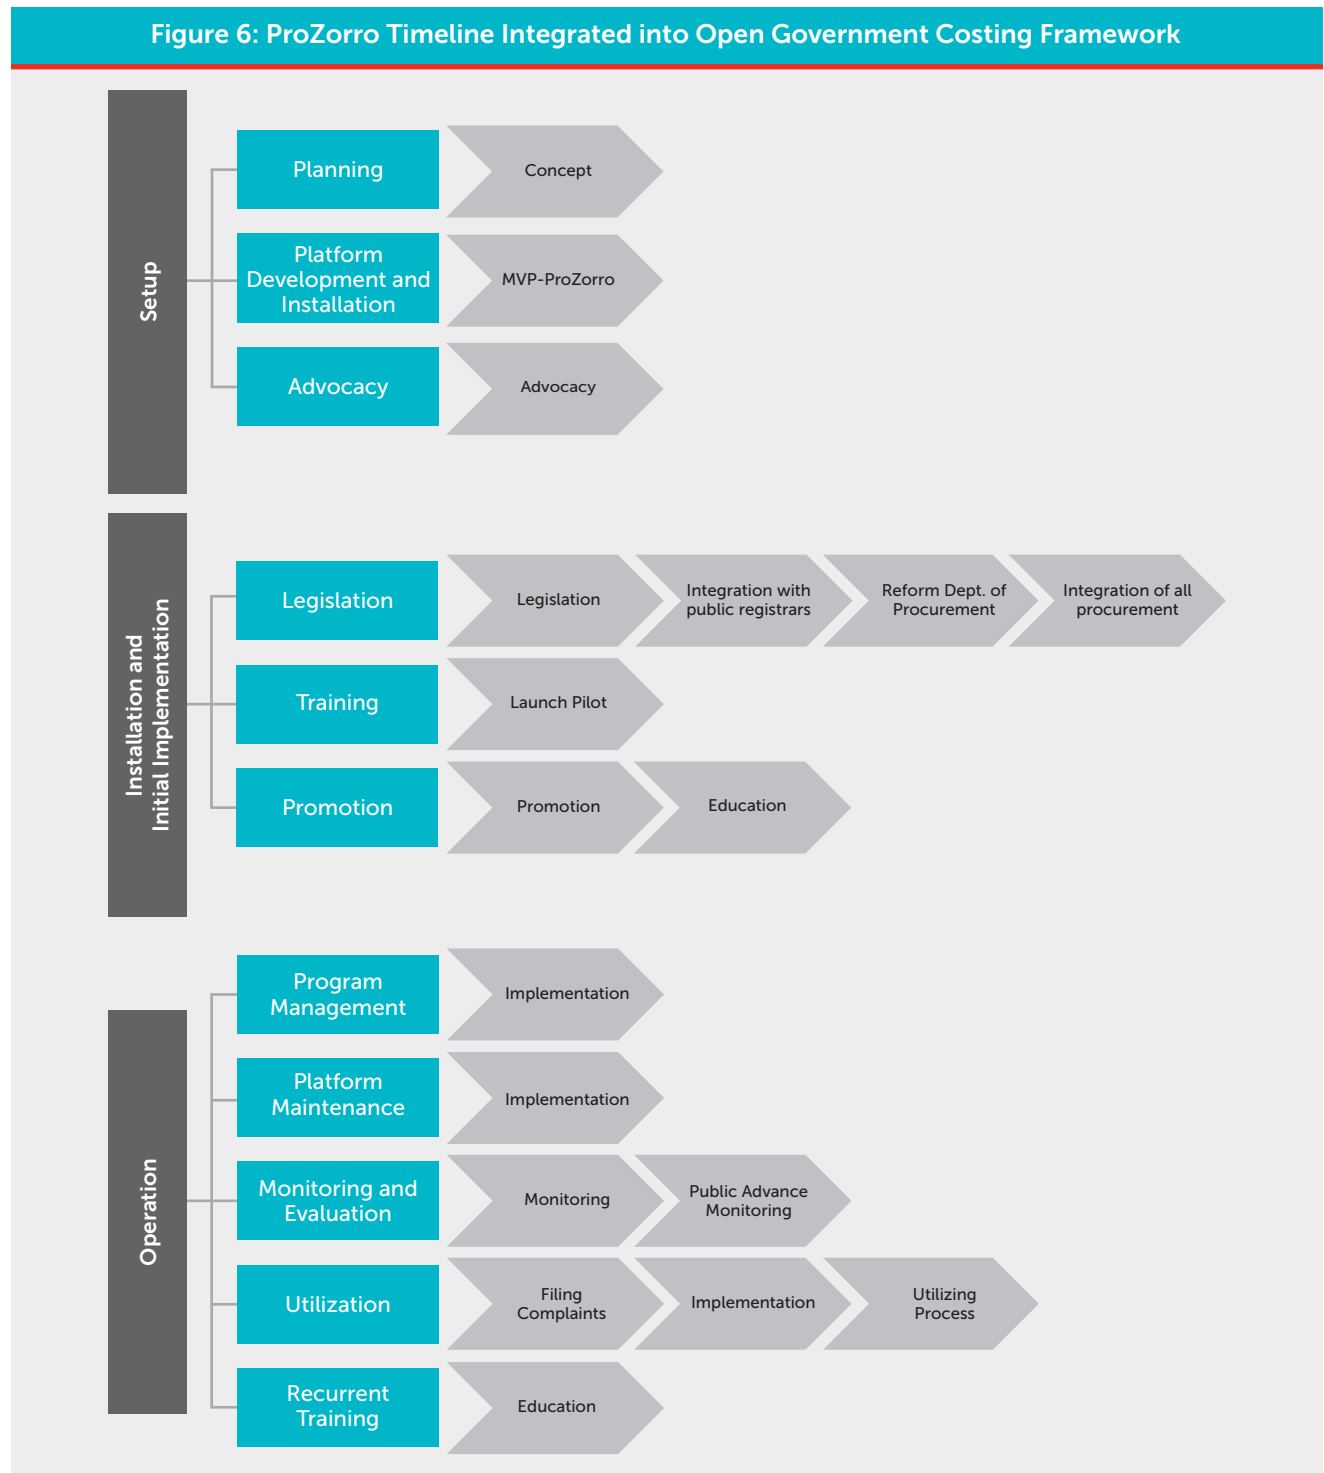 Figure 6: ProZorro Timeline Integrated into Open Government Costing Framework
Setup
Planning
Concept
Platform
Development and
Installation
MVP-ProZorro
Advocacy
Advocacy
Installation and
Initial Implementation
Legislation
Legislation
Integration with
public registrars
Reform Dept. of
Procurement
Integration of all
procurement
Training
Launch Pilot
Promotion
Promotion
Education
Operation
Program
Management
Implementation
Platform
Maintenance
Implementation
Monitoring and
Evaluation
Monitoring
Public Advance
Monitoring
Utilization
Filing
Complaints
Implementation
Utilizing
Process
Recurrent
Training
Education